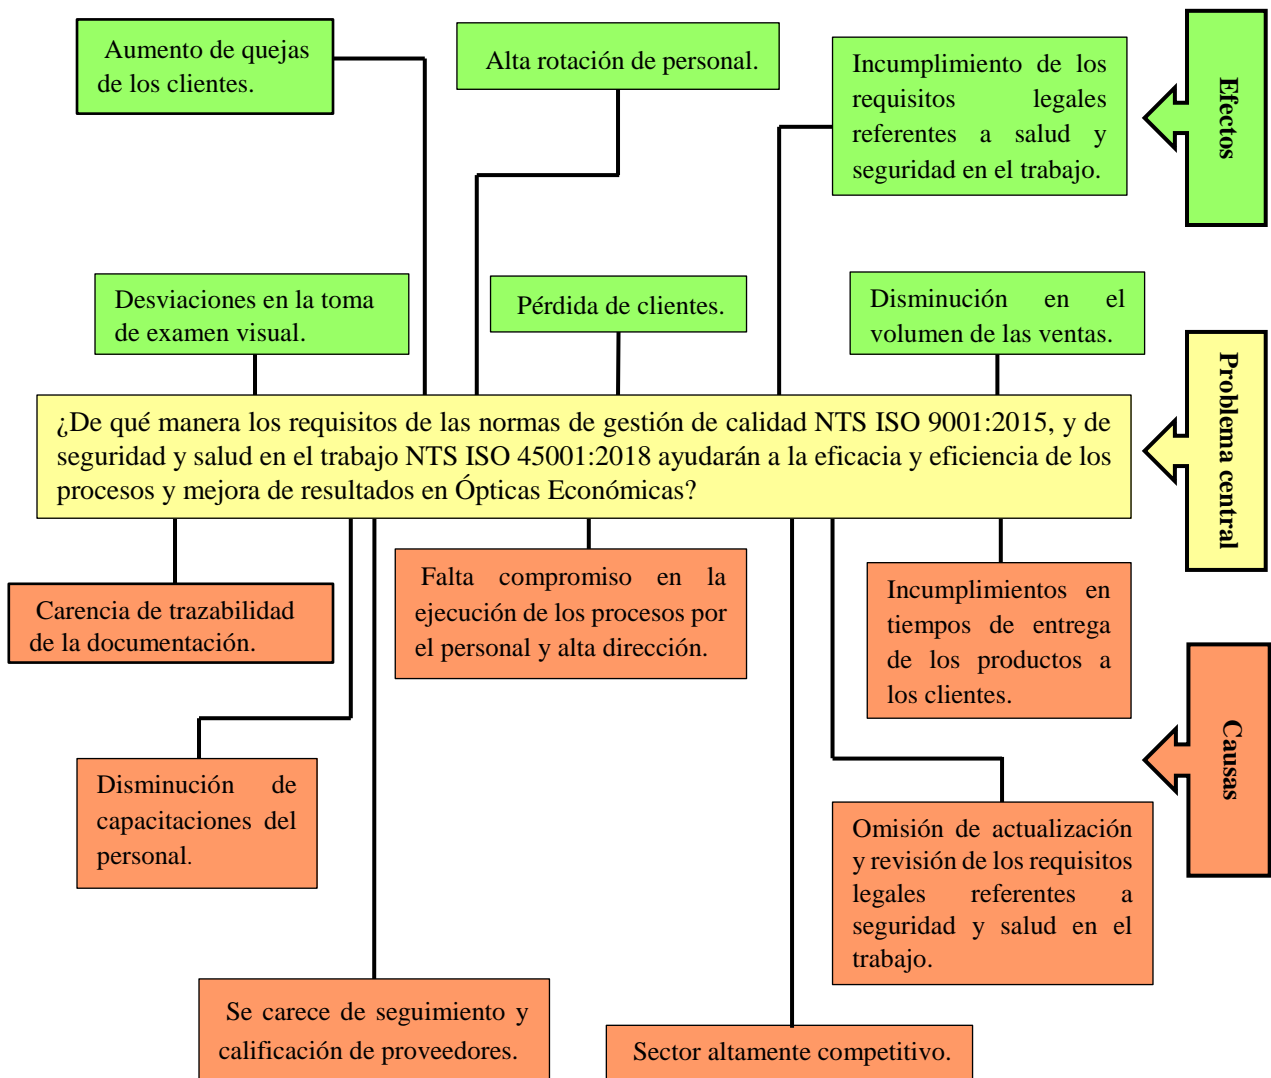 Aumento de quejas
de los clientes.
Alta rotación de personal.
Incumplimiento de los
requisitos legales
referentes a salud y
seguridad en el trabajo.
Efectos
Desviaciones en la toma
de examen visual.
Pérdida de clientes.
Disminución en el
volumen de las ventas.
¿De qué manera los requisitos de las normas de gestión de calidad NTS ISO 9001:2015, y de
seguridad y salud en el trabajo NTS ISO 45001:2018 ayudarán a la eficacia y eficiencia de los
procesos y mejora de resultados en Ópticas Económicas?
Problema central
Carencia de trazabilidad
de la documentación.
Falta compromiso en la
ejecución de los procesos por
el personal y alta dirección.
Incumplimientos en
tiempos de entrega
de los productos a
los clientes.
Causas
Disminución de
capacitaciones del
personal.
Omisión de actualización
y revisión de los requisitos
legales referentes a
seguridad y salud en el
trabajo.
Se carece de seguimiento y
calificación de proveedores.
Sector altamente competitivo.